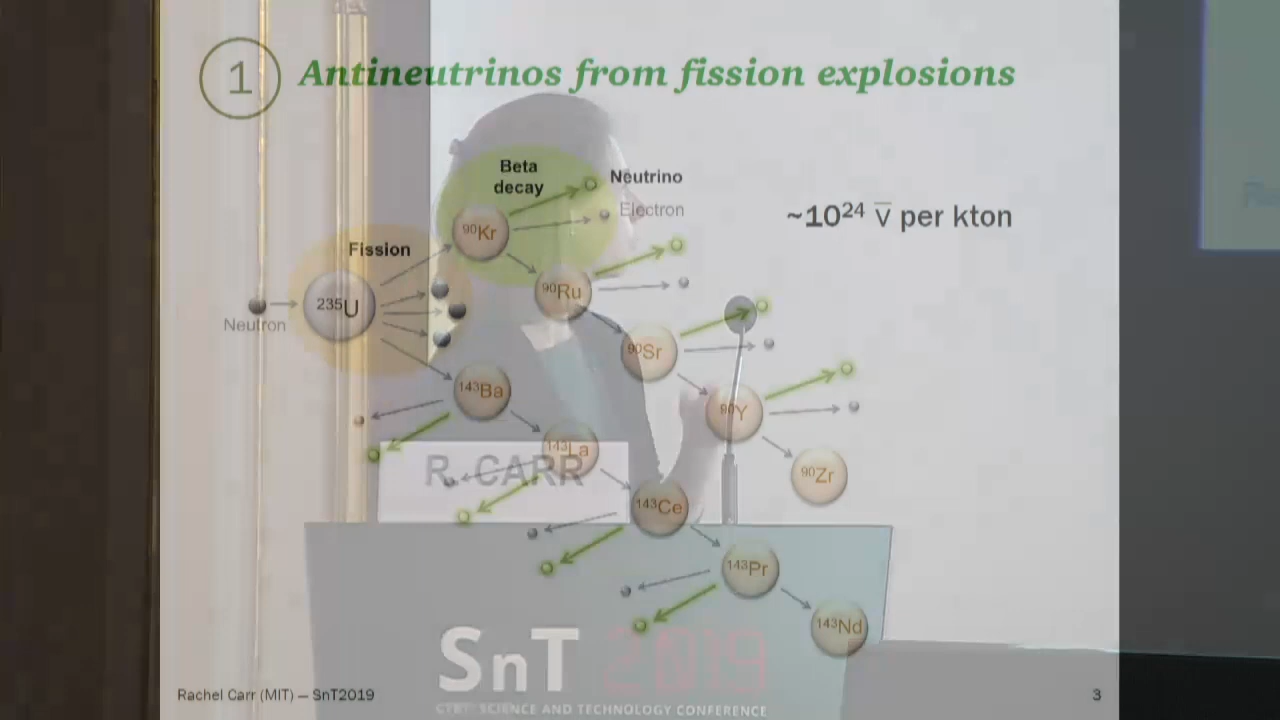 1
Antineutrinos from fission explosions
Beta
decay
Neutrino
Electron
~10²⁴ ν̅ per kton
⁹⁰Kr
Fission
⁹⁰Ru
²³⁵U
Neutron
⁹⁰Sr
¹⁴³Ba
⁹⁰Y
¹⁴³La
R. CARR
⁹⁰Zr
¹⁴³Ce
¹⁴³Pr
¹⁴³Nd
SnT 2019
CTBT SCIENCE AND TECHNOLOGY CONFERENCE
Rachel Carr (MIT) — SnT2019
3